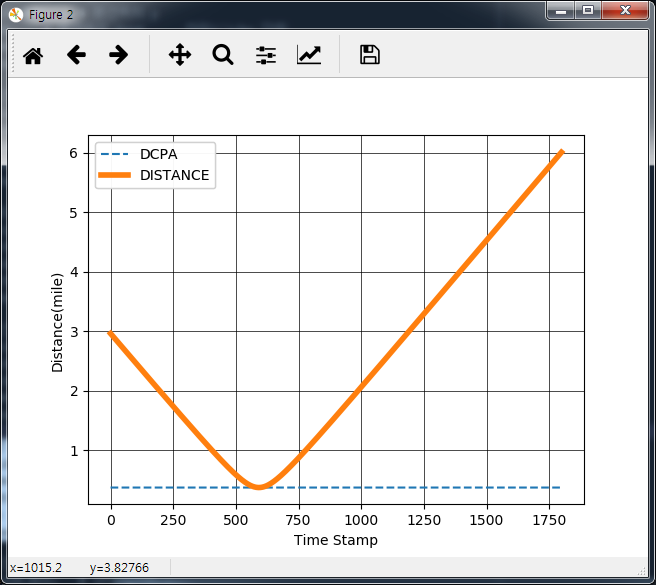 Figure 2
DCPA
DISTANCE
6
5
4
3
2
1
Distance(mile)
0 250 500 750 1000 1250 1500 1750
Time Stamp
x=1015.2 y=3.82766